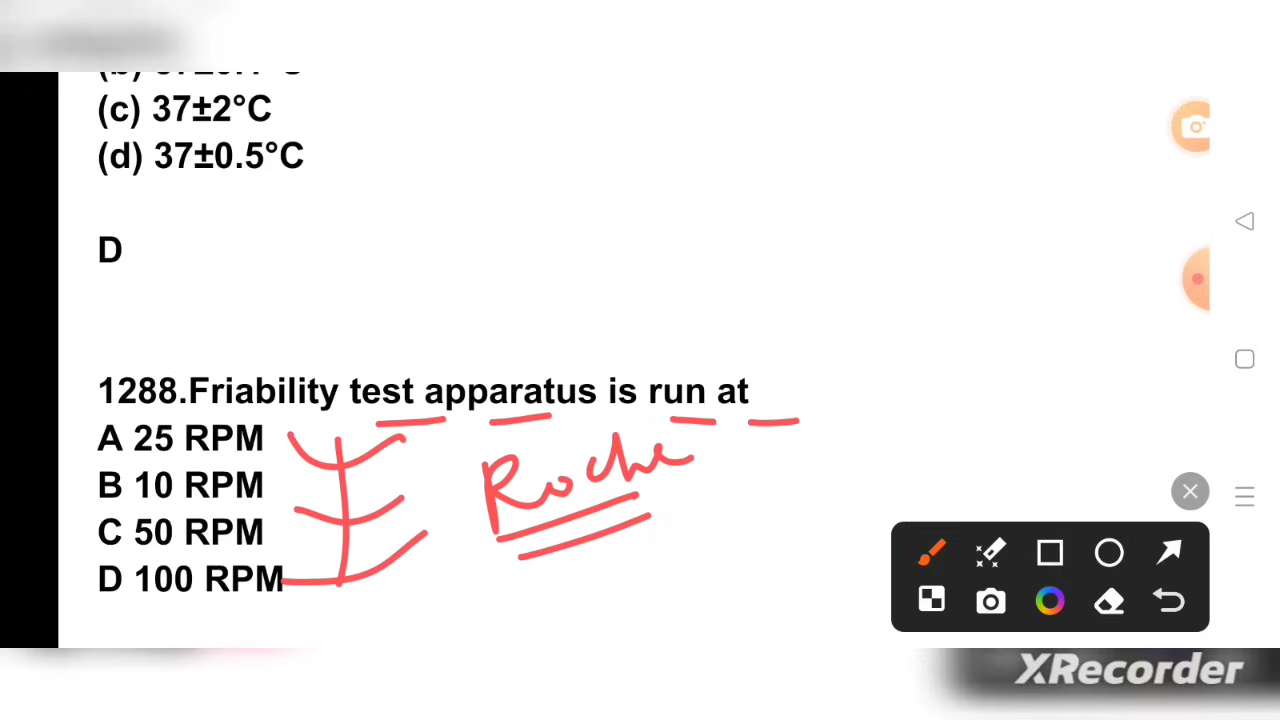 (c) 37±2°C
(d) 37±0.5°C
D
1288.Friability test apparatus is run at
A 25 RPM
B 10 RPM
C 50 RPM
D 100 RPM
Roche
XRecorder